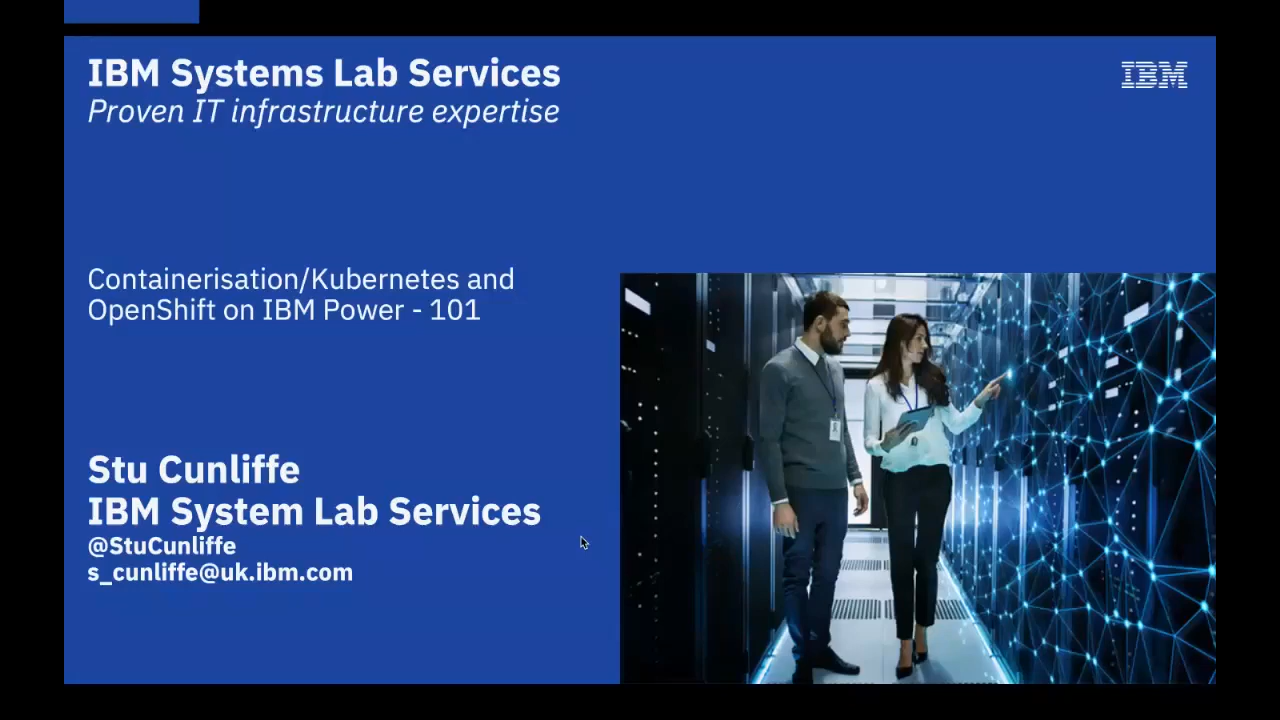 IBM Systems Lab Services
IBM
Proven IT infrastructure expertise
Containerisation/Kubernetes and
OpenShift on IBM Power - 101
Stu Cunliffe
IBM System Lab Services
@StuCunliffe
s_cunliffe@uk.ibm.com